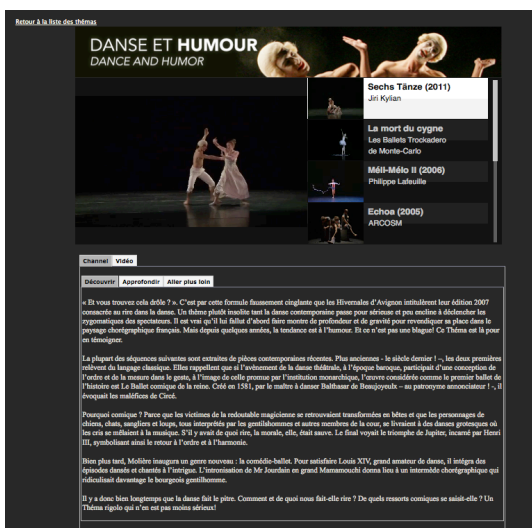 Retour à la liste des thèmas
DANSE ET HUMOUR
DANCE AND HUMOR
Sechs Tänze (2011)
Jiri Kylian
La mort du cygne
Les Ballets Trockadero
de Monte-Carlo
Méli-Mélo II (2006)
Philippe Lafeuille
Echoa (2005)
ARCOSM
Channel Vidéo
Découvrir Approfondir Aller plus loin
« Et vous trouvez cela drôle ? ». C'est par cette formule faussement cinglante que les Hivernales d'Avignon intitulèrent leur édition 2007
consacrée au rire dans la danse. Un thème plutôt insolite tant la danse contemporaine passe pour sérieuse et peu encline à déclencher les
zygomatiques des spectateurs. Il est vrai qu'il lui fallut d'abord faire montre de profondeur et de gravité pour revendiquer sa place dans le
paysage chorégraphique français. Mais depuis quelques années, la tendance est à l'humour. Et ce n'est pas une blague! Ce Théma est là pour
en témoigner.
La plupart des séquences suivantes sont extraites de pièces contemporaines récentes. Plus anciennes - le siècle dernier ! –, les deux premières
relèvent du langage classique. Elles rappellent que si l'avènement de la danse théâtrale, à l'époque baroque, participait d'une conception de
l'ordre et de la mesure dans le geste, à l'image de celle promue par l'institution monarchique, l'œuvre considérée comme le premier ballet de
l'histoire est Le Ballet comique de la reine. Créé en 1581, par le maître à danser Balthasar de Beaujoyeulx – au patronyme annonciateur ! -, il
évoquait les maléfices de Circé.
Pourquoi comique ? Parce que les victimes de la redoutable magicienne se retrouvaient transformées en bêtes et que les personnages de
chiens, chats, sangliers et loups, tous interprétés par les gentilshommes et autres membres de la cour, se livraient à des danses grotesques où
les cris se mêlaient à la musique. S'il y avait de quoi rire, la morale, elle, était sauve. Le final voyait le triomphe de Jupiter, incarné par Henri
III, symbolisant ainsi le retour à l'ordre et à l'harmonie.
Bien plus tard, Molière inaugura un genre nouveau : la comédie-ballet. Pour satisfaire Louis XIV, grand amateur de danse, il intégra des
épisodes dansés et chantés à l'intrigue. L'intronisation de Mr Jourdain en grand Mamamouchi donna lieu à un intermède chorégraphique qui
ridiculisait davantage le bourgeois gentilhomme.
Il y a donc bien longtemps que la danse fait le pitre. Comment et de quoi nous fait-elle rire ? De quels ressorts comiques se saisit-elle ? Un
Théma rigolo qui n'en est pas moins sérieux!